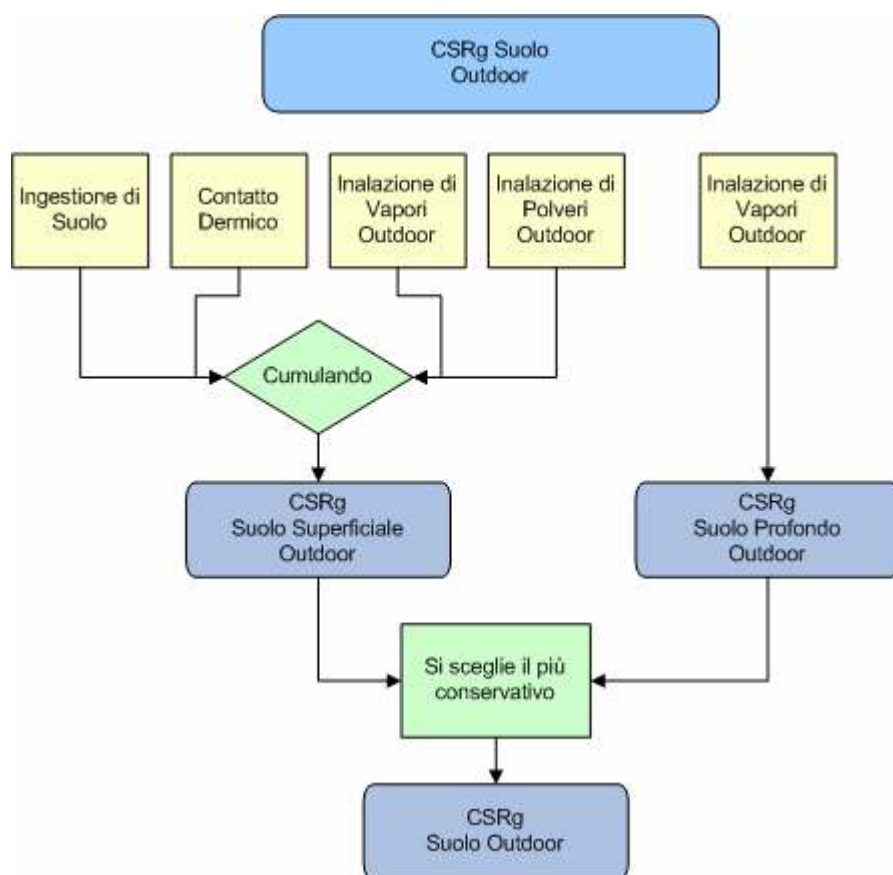 CSRg Suolo
Outdoor
Ingestione di
Suolo
Contatto
Dermico
Inalazione di
Vapori
Outdoor
Inalazione di
Polveri
Outdoor
Inalazione di
Vapori
Outdoor
Cumulando
CSRg
Suolo Superficiale
Outdoor
CSRg
Suolo Profondo
Outdoor
Si sceglie il più
conservativo
CSRg
Suolo Outdoor